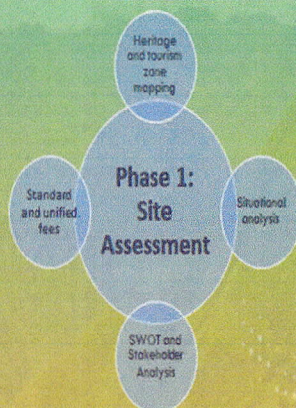 Heritage
and tourism
zone
mapping
Phase 1:
Site
Assessment
Standard
and unified
fees
Situational
analysis
SWOT and
Stakeholder
Analysis